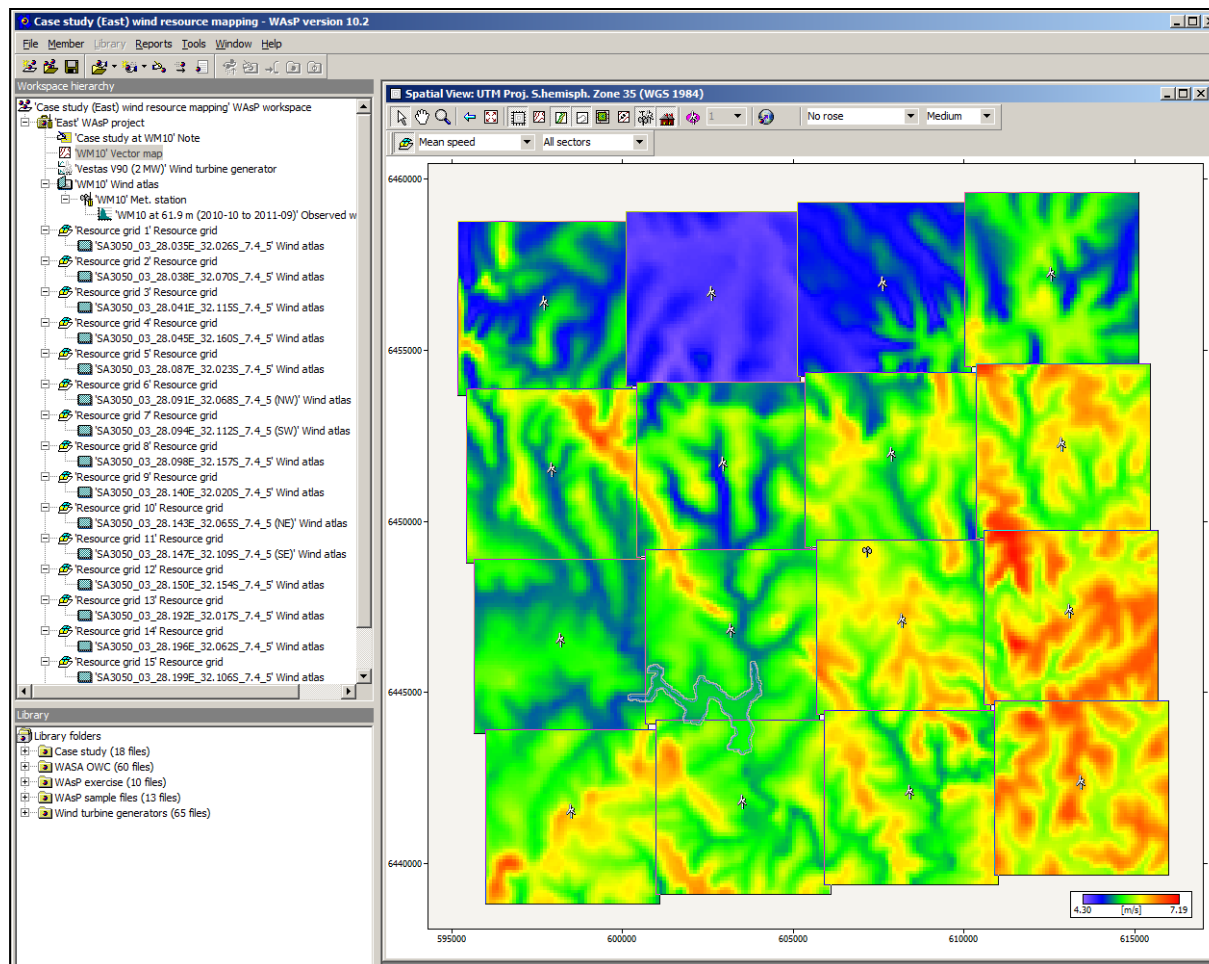 Case study (East) wind resource mapping - WAsP version 10.2
File Member Library Reports Tools Window Help
Workspace hierarchy
'Case study (East) wind resource mapping' WAsP workspace
'East' WAsP project
'Case study at WM10' Note
'WM10' Vector map
'Vestas V90 (2 MW)' Wind turbine generator
'WM10' Wind atlas
'WM10' Met. station
'WM10 at 61.9 m (2010-10 to 2011-09)' Observed w
'Resource grid 1' Resource grid
'SA3050_03_28.035E_32.026S_7.4_5' Wind atlas
'Resource grid 2' Resource grid
'SA3050_03_28.038E_32.070S_7.4_5' Wind atlas
'Resource grid 3' Resource grid
'SA3050_03_28.041E_32.115S_7.4_5' Wind atlas
'Resource grid 4' Resource grid
'SA3050_03_28.045E_32.160S_7.4_5' Wind atlas
'Resource grid 5' Resource grid
'SA3050_03_28.087E_32.023S_7.4_5' Wind atlas
'Resource grid 6' Resource grid
'SA3050_03_28.091E_32.068S_7.4_5 (NW)' Wind atlas
'Resource grid 7' Resource grid
'SA3050_03_28.094E_32.112S_7.4_5 (SW)' Wind atlas
'Resource grid 8' Resource grid
'SA3050_03_28.098E_32.157S_7.4_5' Wind atlas
'Resource grid 9' Resource grid
'SA3050_03_28.140E_32.020S_7.4_5' Wind atlas
'Resource grid 10' Resource grid
'SA3050_03_28.143E_32.065S_7.4_5 (NE)' Wind atlas
'Resource grid 11' Resource grid
'SA3050_03_28.147E_32.109S_7.4_5 (SE)' Wind atlas
'Resource grid 12' Resource grid
'SA3050_03_28.150E_32.154S_7.4_5' Wind atlas
'Resource grid 13' Resource grid
'SA3050_03_28.192E_32.017S_7.4_5' Wind atlas
'Resource grid 14' Resource grid
'SA3050_03_28.196E_32.062S_7.4_5' Wind atlas
'Resource grid 15' Resource grid
'SA3050_03_28.199E_32.106S_7.4_5' Wind atlas
Library
Library folders
Case study (18 files)
WASA OWC (60 files)
WAsP exercise (10 files)
WAsP sample files (13 files)
Wind turbine generators (65 files)
Spatial View: UTM Proj. S.hemisph. Zone 35 (WGS 1984)
1 No rose Medium
Mean speed All sectors
6460000
6455000
6450000
6445000
6440000
4.30 [m/s] 7.19
595000 600000 605000 610000 615000